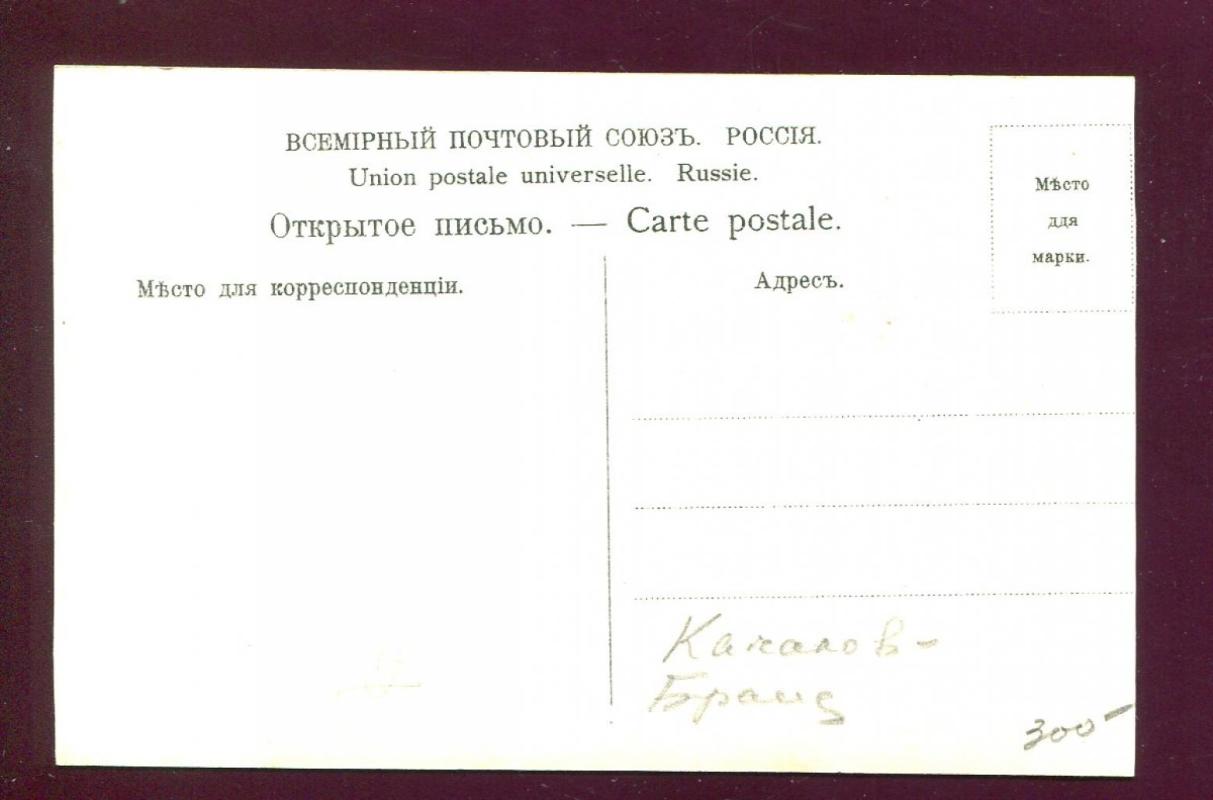 ВСЕМІРНЫЙ ПОЧТОВЫЙ СОЮЗЪ. РОССІЯ.
Union postale universelle. Russie.
Открытое письмо. — Carte postale.
Мѣсто
для
марки.
Мѣсто для корреспонденціи.
Адресъ.
Качалов-
Бранд
300-